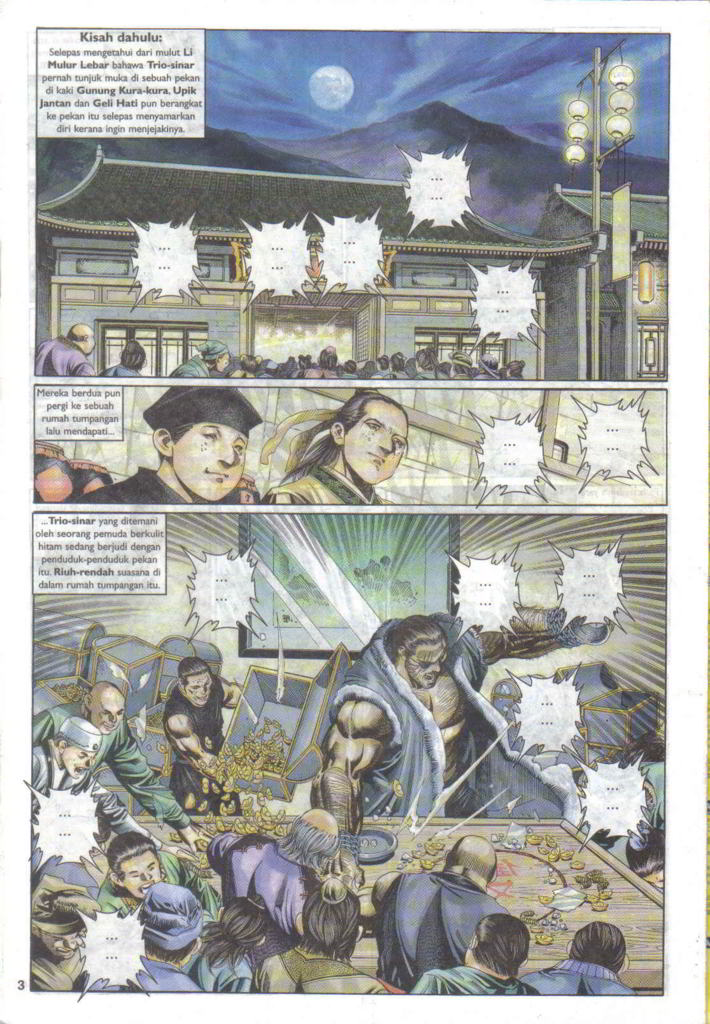 Kisah dahulu:
Selepas mengetahui dari mulut Li
Mulur Lebar bahawa Trio-sinar
pernah tunjuk muka di sebuah pekan
di kaki Gunung Kura-kura, Upik
Jantan dan Geli Hati pun berangkat
ke pekan itu selepas menyamarkan
diri kerana ingin menjejakinya.
...
...
...
...
...
...
...
...
...
...
Mereka berdua pun
pergi ke sebuah
rumah tumpangan
lalu mendapati...
...
...
...
...
...Trio-sinar yang ditemani
oleh seorang pemuda berkulit
hitam sedang berjudi dengan
penduduk-penduduk pekan
itu. Riuh-rendah suasana di
dalam rumah tumpangan itu.
...
...
...
...
...
...
...
...
...
...
...
...
...
...
3